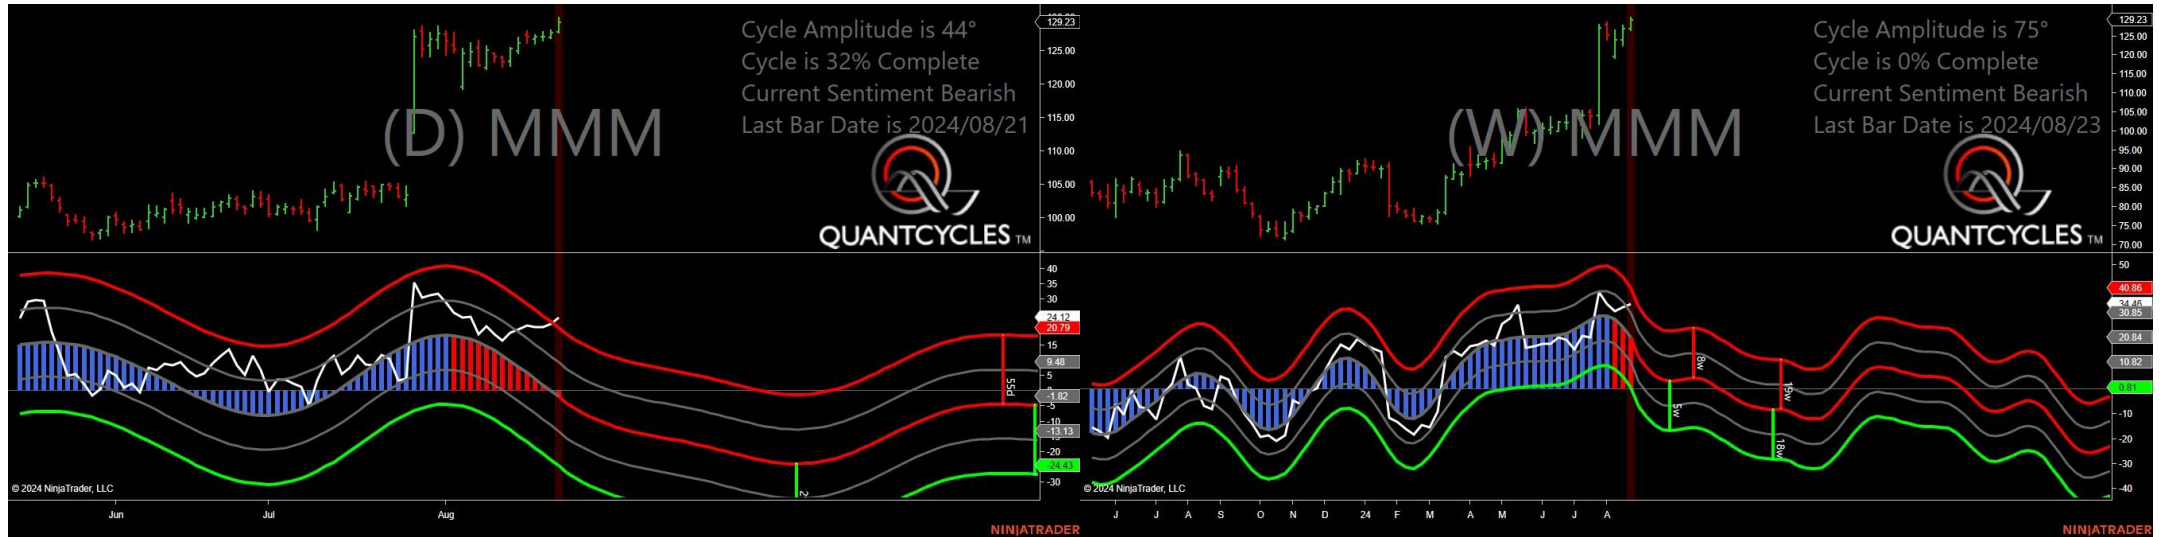 Cycle Amplitude is 44°
Cycle is 32% Complete
Current Sentiment Bearish
Last Bar Date is 2024/08/21
(D) MMM
QUANTCYCLES TM
129.23
125.00
120.00
115.00
110.00
105.00
100.00
40
35
30
24.12
20.79
15
9.48
5
-1.82
-5
-13.13
-20
-24.43
-30
55d
2
© 2024 NinjaTrader, LLC
Jun
Jul
Aug
NINJATRADER
Cycle Amplitude is 75°
Cycle is 0% Complete
Current Sentiment Bearish
Last Bar Date is 2024/08/23
(W) MMM
QUANTCYCLES TM
129.23
125.00
120.00
115.00
110.00
105.00
100.00
95.00
90.00
85.00
80.00
75.00
70.00
50
40.86
34.46
30.85
20.84
10.82
0.81
-10
-20
-30
-40
8w
5w
19w
18w
© 2024 NinjaTrader, LLC
J J A S O N D 24 F M A M J J A
NINJATRADER